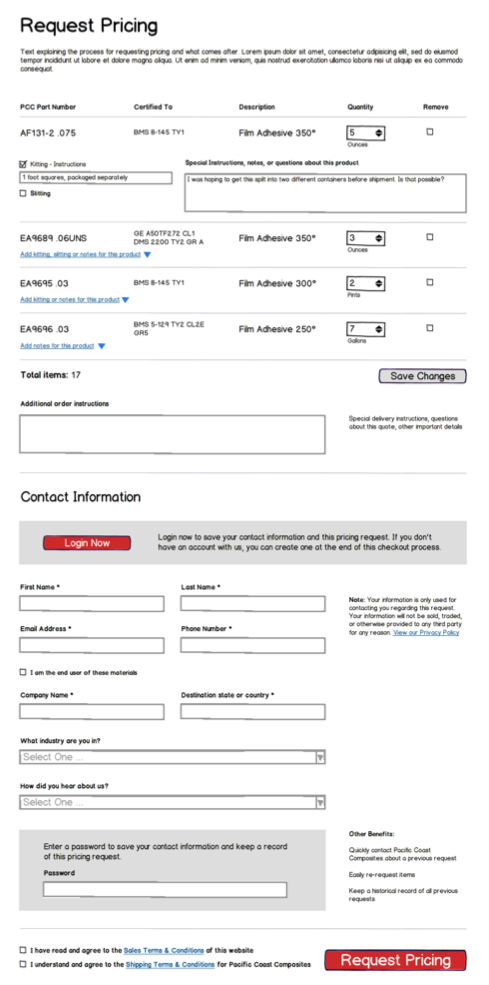 Request Pricing
Text exploining the process for requesting pricing and what comes after. Lorem ipsum dolor sit amet, consectetur adipisicing elit, sed do eiusmod
tempor incididunt ut labore et dolore magna aliqua. Ut enim ad minim veniam, quis nostrud exercitation ullamco laboris nisi ut aliquip ex ea commodo
consequat.
PCC Part Number Certified To Description Quantity Remove
AF131-2 .075 BMS 8-145 TY1 Film Adhesive 350° 5
Ounces
Kitting - Instructions Special Instructions, notes, or questions about this product
1 foot squares, packaged separately I was hoping to get this split into two different containers before shipment. Is that possible?
Slitting
EA9689 .06UNS GE A50TF272 CL1 Film Adhesive 350° 3
DMS 2200 TY2 GR A
Ounces
Add kitting, slitting or notes for this product
EA9695 .03 BMS 8-145 TY1 Film Adhesive 300° 2
Pints
Add kitting or notes for this product
EA9696 .03 BMS 5-129 TY2 CL2E Film Adhesive 250° 7
GR5
Gallons
Add notes for this product
Total items: 17 Save Changes
Additional order instructions
Special delivery instructions, questions
about this quote, other important details
Contact Information
Login Now
Login now to save your contact information and this pricing request. If you don't
have an account with us, you can create one at the end of this checkout process.
First Name * Last Name *
Note: Your information is only used for
contacting you regarding this request.
Your information will not be sold, traded,
or otherwise provided to any third party
for any reason. View our Privacy Policy
Email Address * Phone Number *
I am the end user of these materials
Company Name * Destination state or country *
What industry are you in?
Select One ...
How did you hear about us?
Select One ...
Enter a password to save your contact information and keep a record
of this pricing request.
Password
Other Benefits:
Quickly contact Pacific Coast
Composites about a previous request
Easily re-request items
Keep a historical record of all previous
requests
I have read and agree to the Sales Terms & Conditions of this website
I understand and agree to the Shipping Terms & Conditions for Pacific Coast Composites
Request Pricing